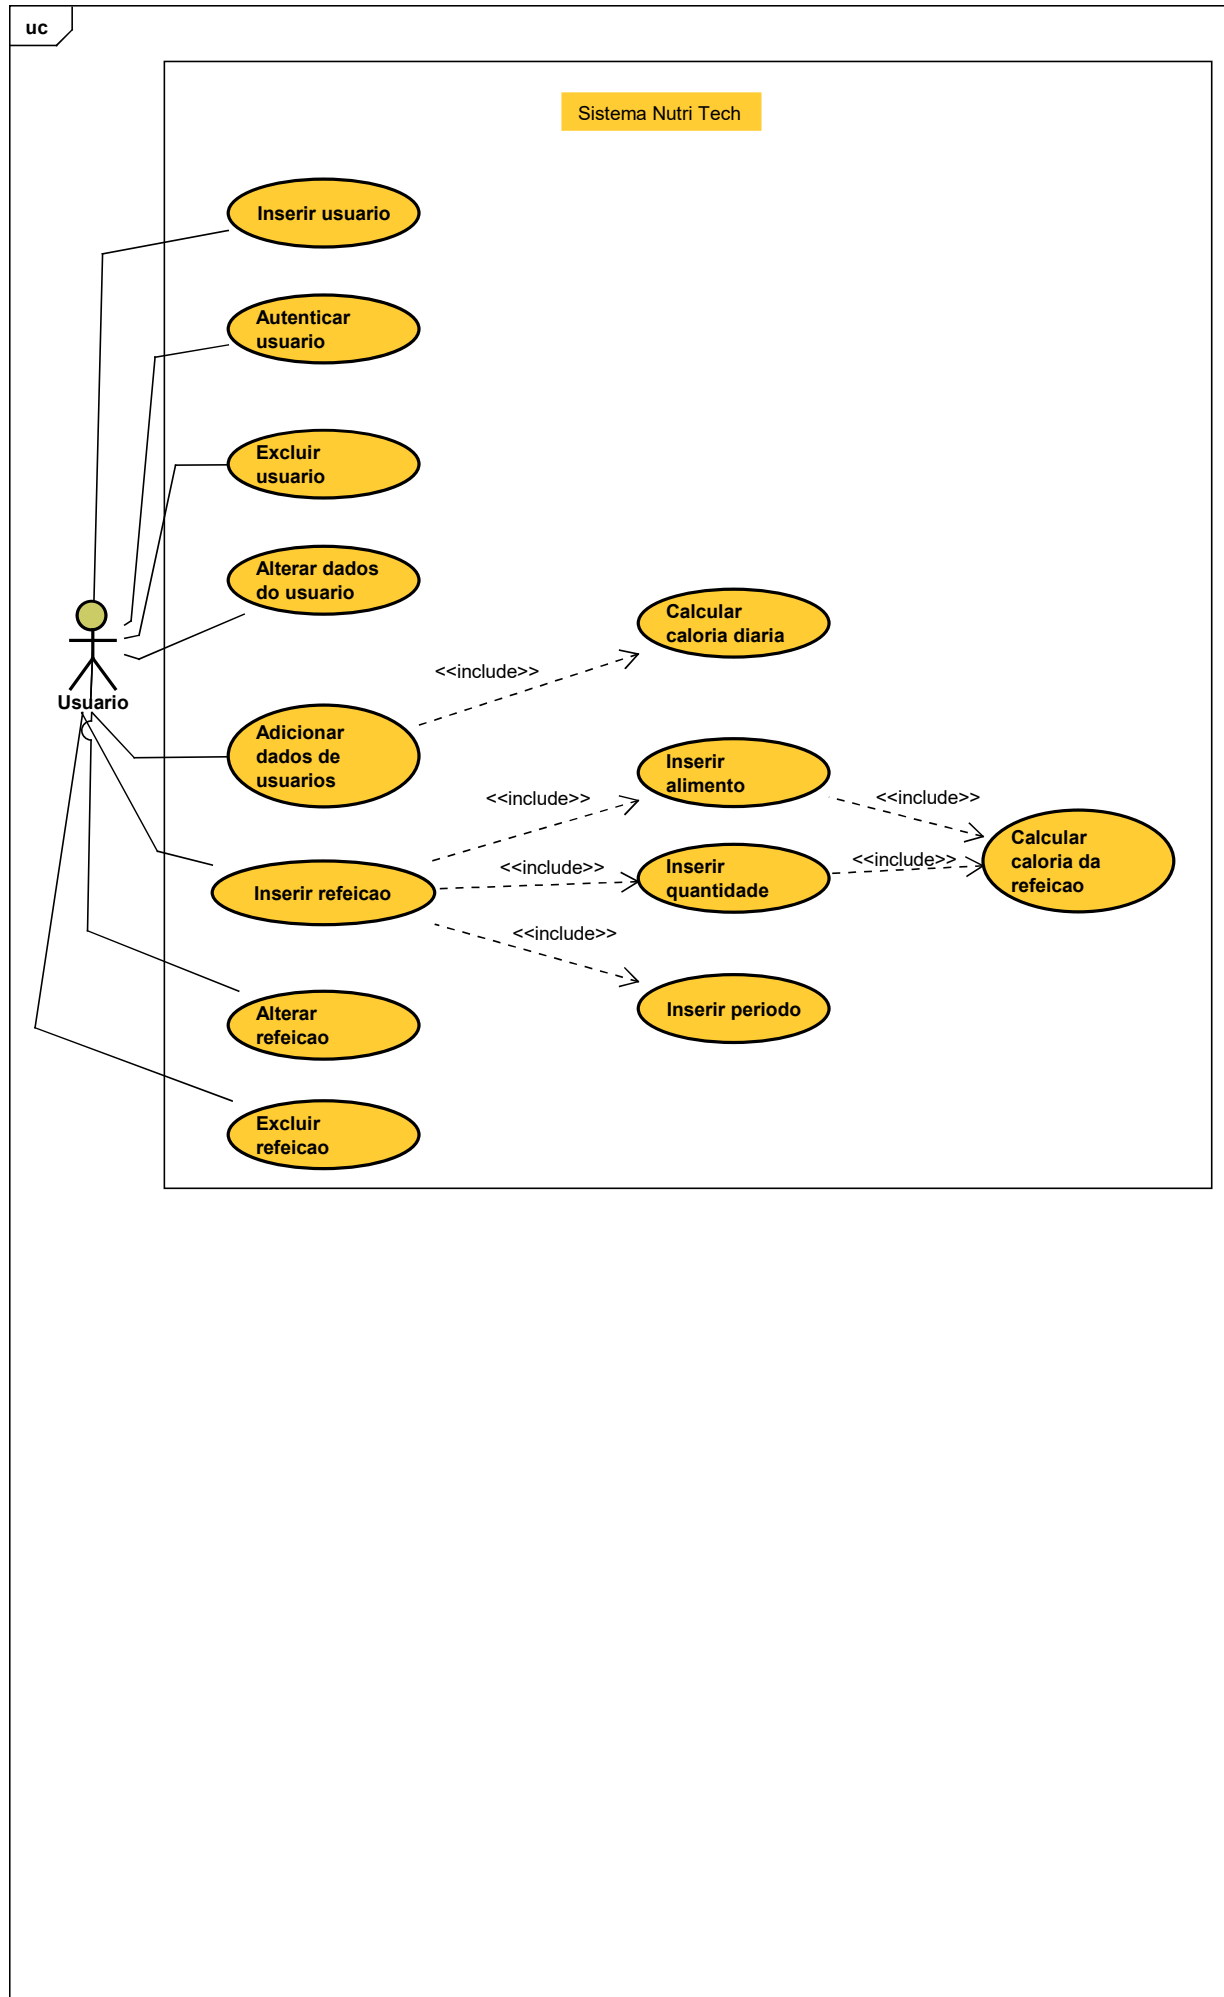 uc
Sistema Nutri Tech
Inserir usuario
Autenticar
usuario
Excluir
usuario
Alterar dados
do usuario
Calcular
caloria diaria
<<include>>
Usuario
Adicionar
dados de
usuarios
Inserir
alimento
<<include>>
<<include>>
Calcular
caloria da
refeicao
Inserir refeicao
<<include>>
Inserir
quantidade
<<include>>
<<include>>
Inserir periodo
Alterar
refeicao
Excluir
refeicao